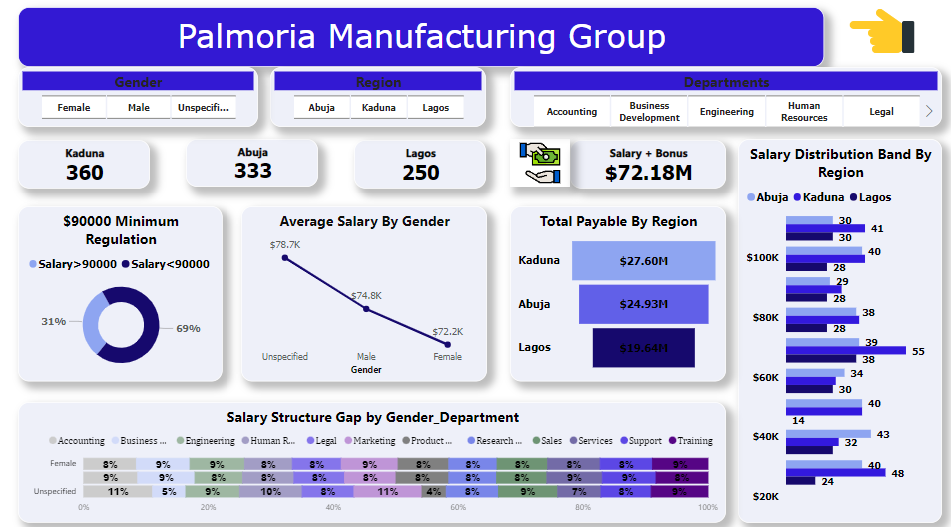 Palmoria Manufacturing Group
Gender
Region
Departments
Female Male Unspecifi...
Abuja Kaduna Lagos
Accounting Business Development Engineering Human Resources Legal
Kaduna
360
Abuja
333
Lagos
250
Salary + Bonus
$72.18M
$90000 Minimum
Regulation
Salary>90000 Salary<90000
31%
69%
Average Salary By Gender
$78.7K
$74.8K
$72.2K
Unspecified Male Female
Gender
Total Payable By Region
Kaduna $27.60M
Abuja $24.93M
Lagos $19.64M
Salary Distribution Band By
Region
Abuja Kaduna Lagos
30
41
30
$100K
40
28
29
28
$80K
38
28
39
55
38
$60K
34
30
40
14
$40K
43
32
40
48
24
$20K
Salary Structure Gap by Gender_Department
Accounting Business ... Engineering Human R... Legal Marketing Product ... Research ... Sales Services Support Training
Female 8% 9% 9% 8% 8% 9% 8% 8% 8% 8% 8% 9%
9% 9% 8% 8% 8% 8% 8% 8% 8% 9% 9% 8%
Unspecified 11% 5% 9% 10% 8% 11% 4% 8% 9% 7% 8% 9%
0% 20% 40% 60% 80% 100%